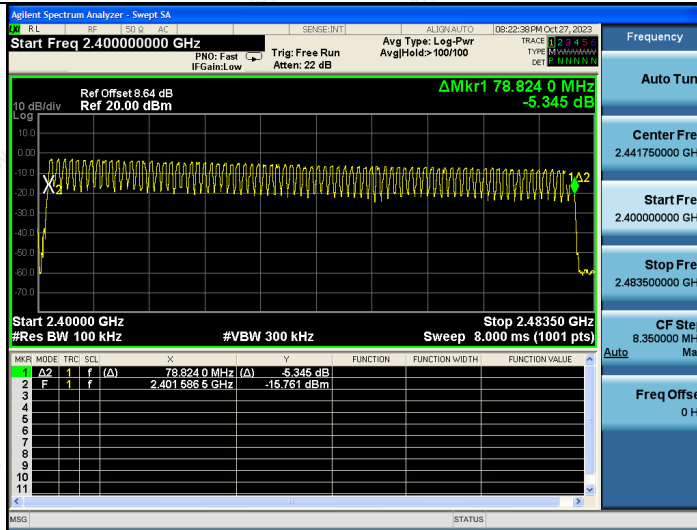 Agilent Spectrum Analyzer - Swept SA
LXI RL RF 50 Ω AC SENSE:INT ALIGN AUTO 08:22:38 PM Oct 27, 2023
Start Freq 2.400000000 GHz
PNO: Fast
IFGain:Low
Trig: Free Run
Atten: 22 dB
Avg Type: Log-Pwr
Avg|Hold:> 100/100
TRACE 1 2 3 4 5 6
TYPE MWWWWW
DET P NNNNN
Ref Offset 8.64 dB
10 dB/div Ref 20.00 dBm
Log
ΔMkr1 78.824 0 MHz
-5.345 dB
10.0
0.00
-10.0
-20.0
-30.0
-40.0
-50.0
-60.0
-70.0
X2
1Δ2
Start 2.40000 GHz Stop 2.48350 GHz
#Res BW 100 kHz #VBW 300 kHz Sweep 8.000 ms (1001 pts)
MKR MODE TRC SCL X Y FUNCTION FUNCTION WIDTH FUNCTION VALUE
1 Δ2 1 f (Δ) 78.824 0 MHz (Δ) -5.345 dB
2 F 1 f 2.401 586 5 GHz -15.761 dBm
3
4
5
6
7
8
9
10
11
MSG STATUS
Frequency
Auto Tun
Center Fre
2.441750000 GH
Start Fre
2.400000000 GH
Stop Fre
2.483500000 GH
CF Ste
8.350000 MH
Auto Ma
Freq Offse
0 H